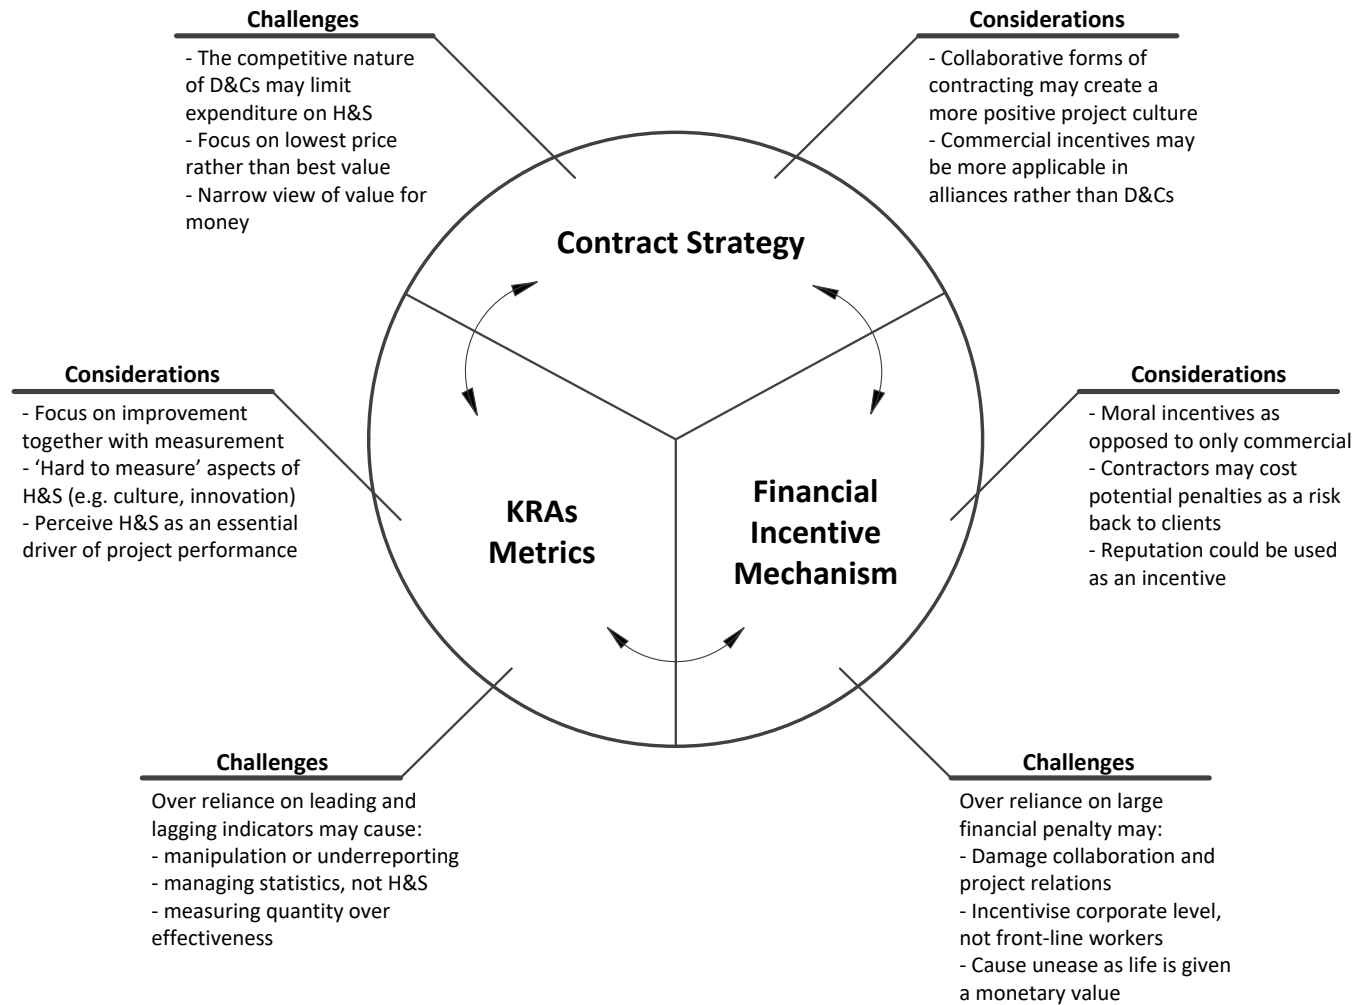 Challenges
- The competitive nature
of D&Cs may limit
expenditure on H&S
- Focus on lowest price
rather than best value
- Narrow view of value for
money
Considerations
- Collaborative forms of
contracting may create a
more positive project culture
- Commercial incentives may
be more applicable in
alliances rather than D&Cs
Contract Strategy
Considerations
- Focus on improvement
together with measurement
- ‘Hard to measure’ aspects of
H&S (e.g. culture, innovation)
- Perceive H&S as an essential
driver of project performance
KRAs
Metrics
Financial
Incentive
Mechanism
Considerations
- Moral incentives as
opposed to only commercial
- Contractors may cost
potential penalties as a risk
back to clients
- Reputation could be used
as an incentive
Challenges
Over reliance on leading and
lagging indicators may cause:
- manipulation or underreporting
- managing statistics, not H&S
- measuring quantity over
effectiveness
Challenges
Over reliance on large
financial penalty may:
- Damage collaboration and
project relations
- Incentivise corporate level,
not front-line workers
- Cause unease as life is given
a monetary value